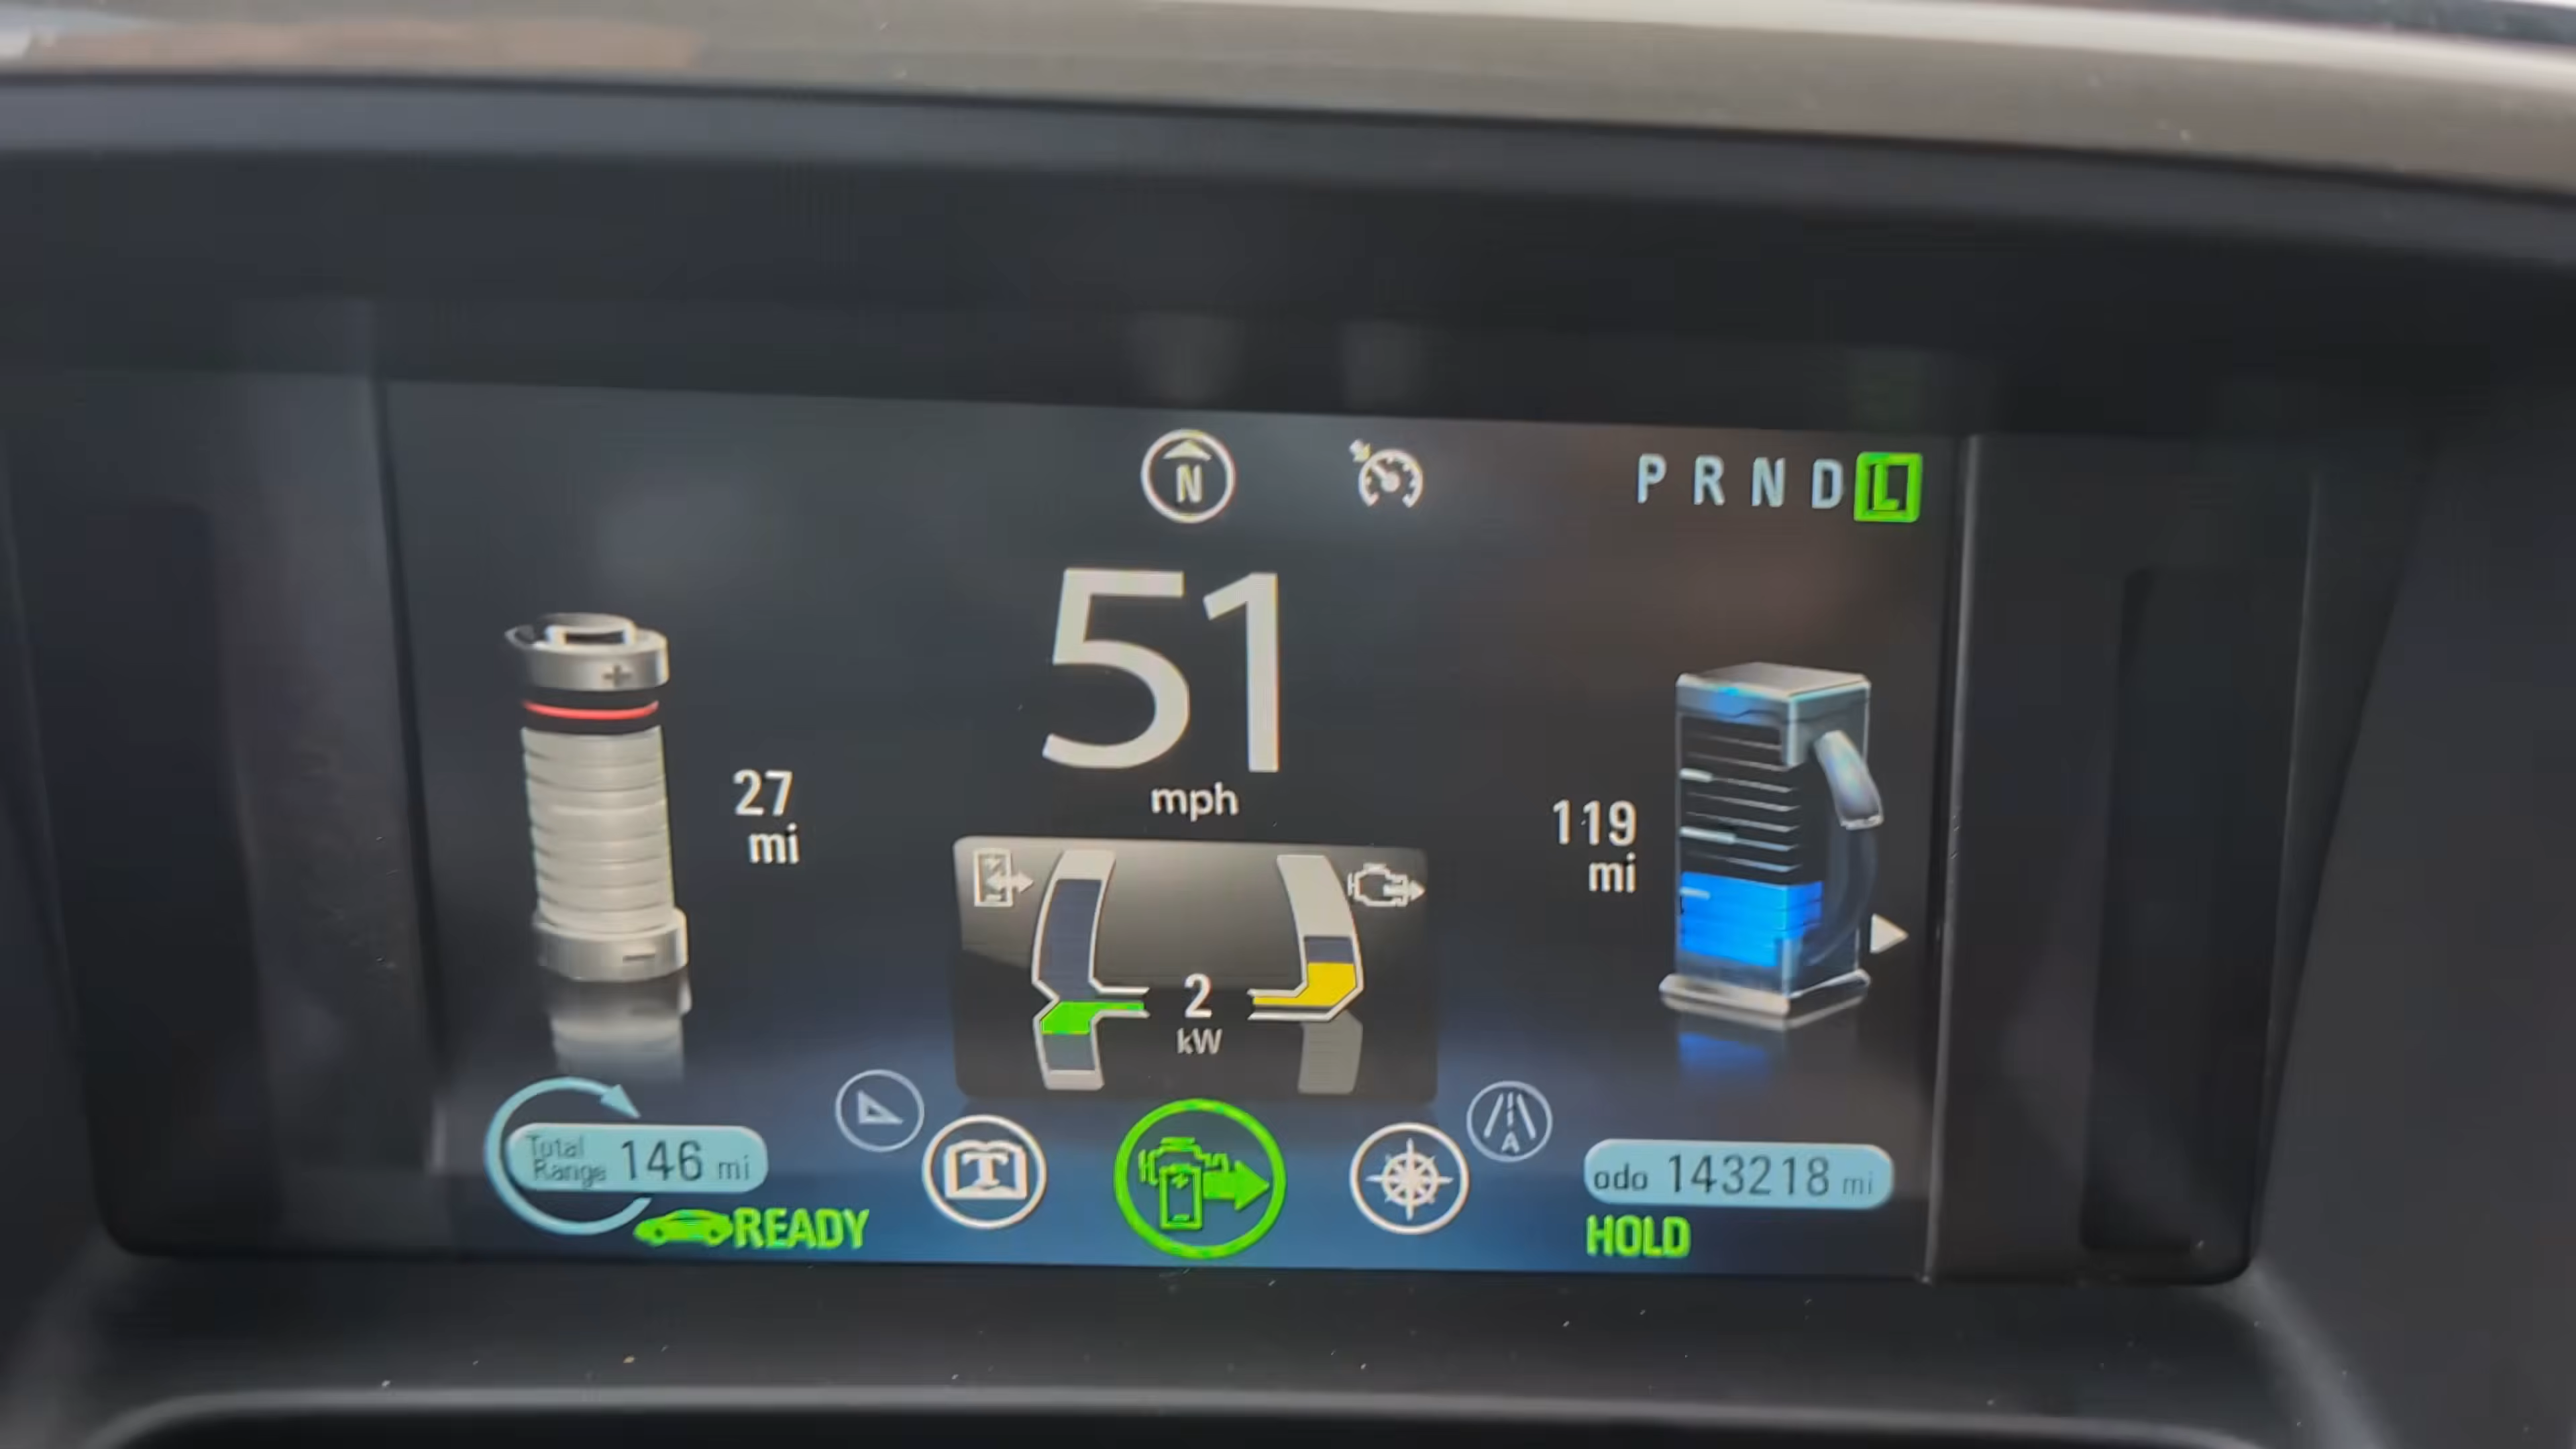 N
P R N D L
51
mph
27
mi
119
mi
2
kW
Total
Range 146 mi
T
A
odo 143218 mi
READY
HOLD